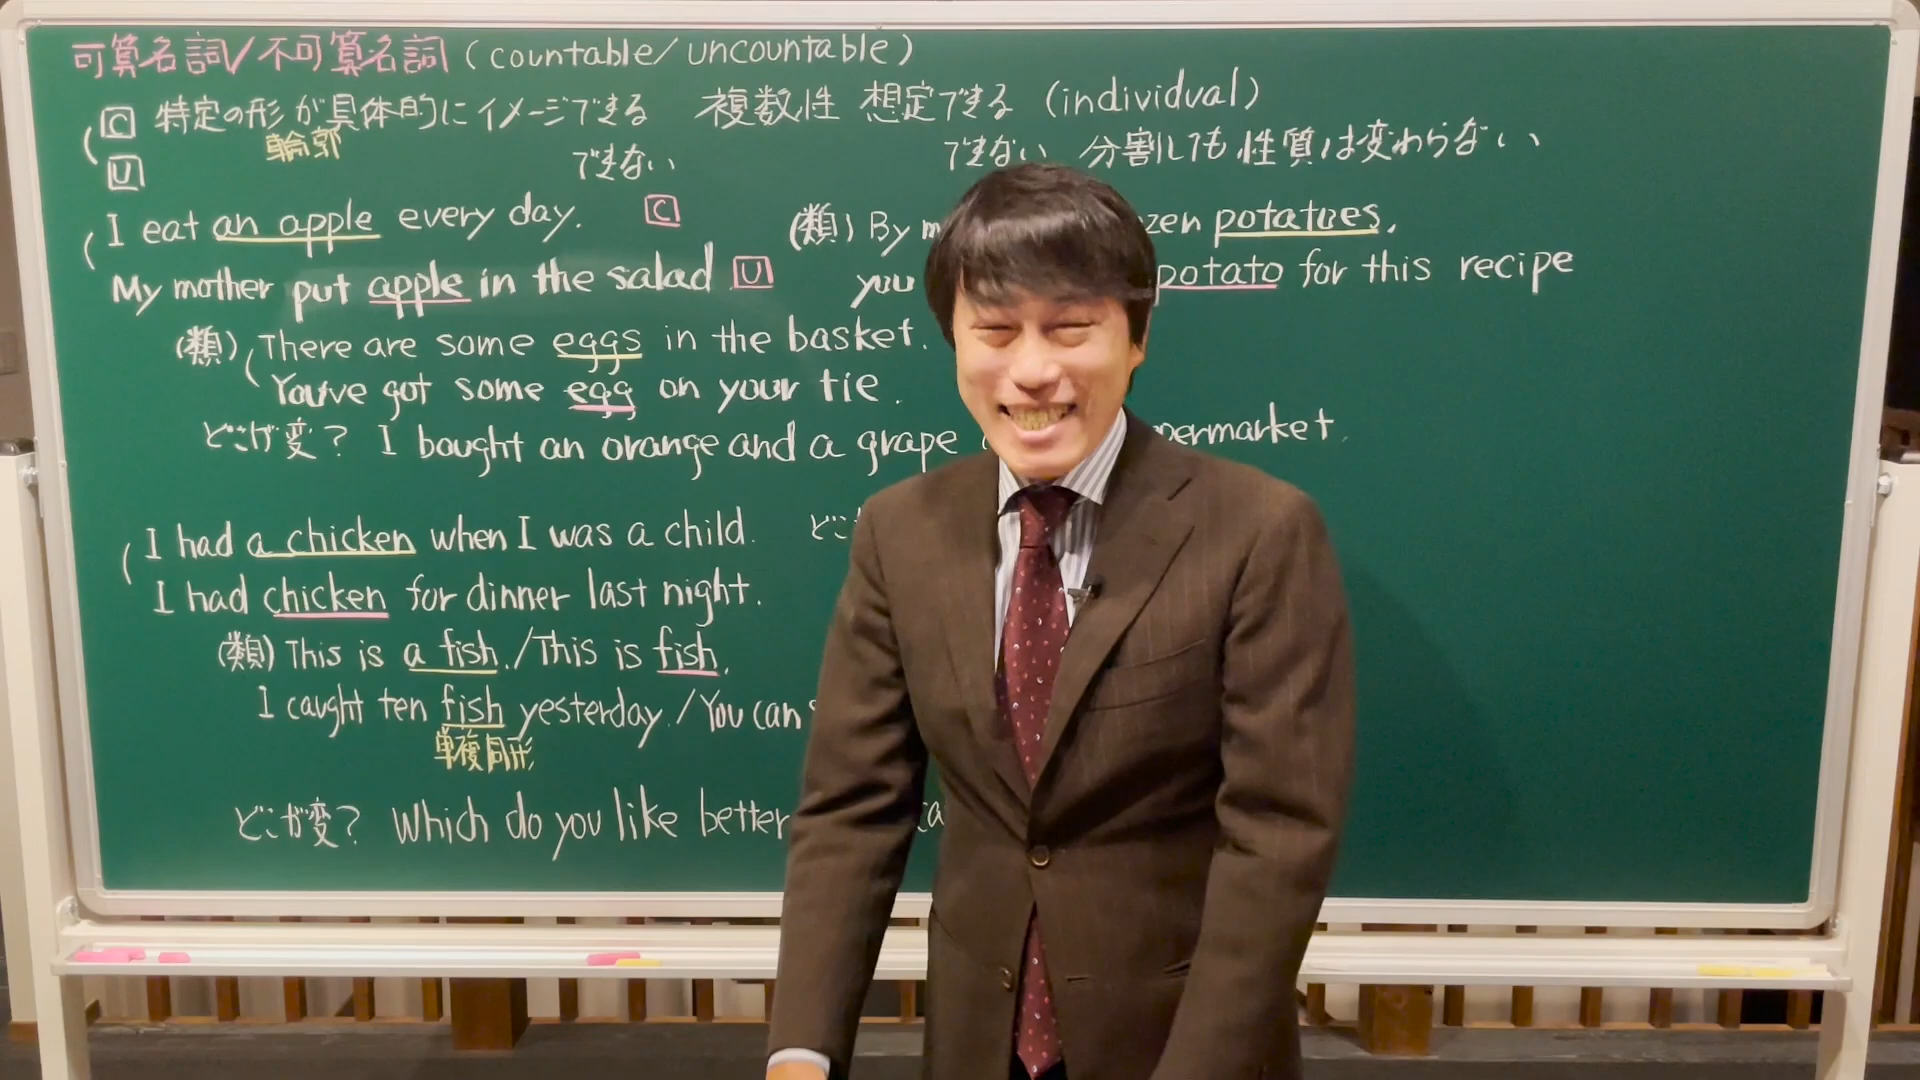 可算名詞/不可算名詞 (countable/uncountable)
C 特定の形が具体的にイメージできる 複数性 想定できる (individual)
輪郭
U できない できない 分割しても性質は変わらない、
I eat an apple every day. C
My mother put apple in the salad U
(類) By potatoes.
you potato for this recipe
(類) There are some eggs in the basket.
You've got some egg on your tie.
どこが変? I bought an orange and a grape
I had a chicken when I was a child.
I had chicken for dinner last night.
(類) This is a fish. / This is fish.
I caught ten fish yesterday. / You can
単複同形
どこが変? Which do you like better